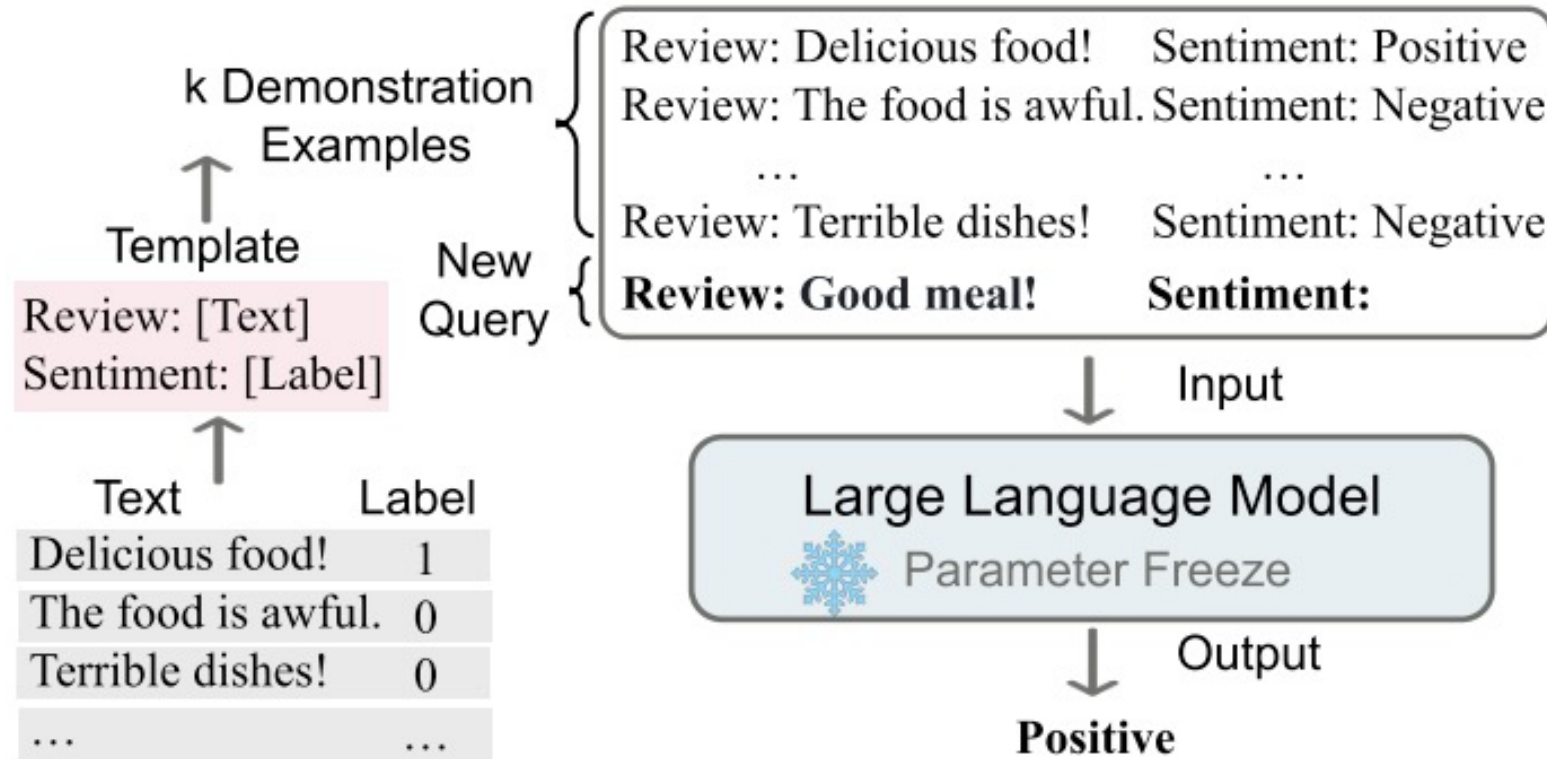 k Demonstration
Examples
Review: Delicious food! Sentiment: Positive
Review: The food is awful. Sentiment: Negative
… …
Review: Terrible dishes! Sentiment: Negative
New
Query
Review: Good meal! Sentiment:
Template
Review: [Text]
Sentiment: [Label]
Text Label
Delicious food! 1
The food is awful. 0
Terrible dishes! 0
… …
Input
Large Language Model
Parameter Freeze
Output
Positive